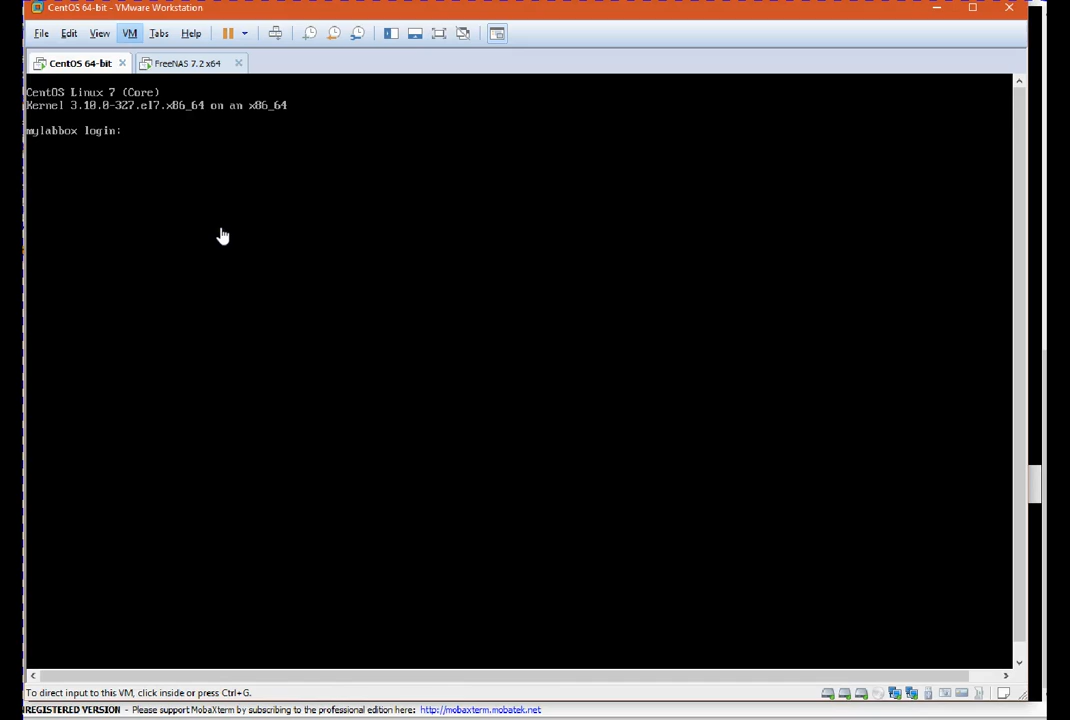 CentOS 64-bit - VMware Workstation
File Edit View VM Tabs Help
CentOS 64-bit FreeNAS 7.2 x64
CentOS Linux 7 (Core)
Kernel 3.10.0-327.el7.x86_64 on an x86_64
mylabbox login:
To direct input to this VM, click inside or press Ctrl+G.
REGISTERED VERSION - Please support MobaXterm by subscribing to the professional edition here: http://mobaxterm.mobatek.net